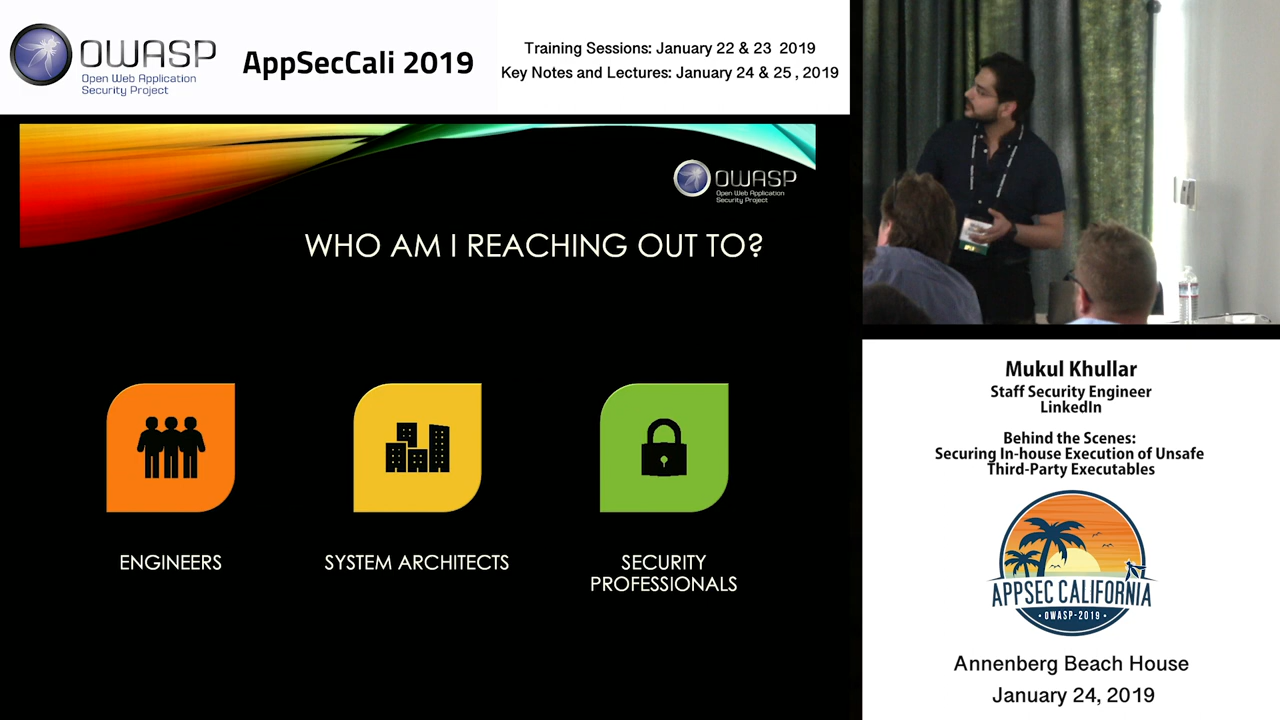 OWASP
Open Web Application
Security Project
AppSecCali 2019
Training Sessions: January 22 & 23 2019
Key Notes and Lectures: January 24 & 25 , 2019
OWASP
Open Web Application
Security Project
WHO AM I REACHING OUT TO?
ENGINEERS
SYSTEM ARCHITECTS
SECURITY
PROFESSIONALS
Mukul Khullar
Staff Security Engineer
LinkedIn
Behind the Scenes:
Securing In-house Execution of Unsafe
Third-Party Executables
APPSEC CALIFORNIA
• OWASP-2019 •
Annenberg Beach House
January 24, 2019